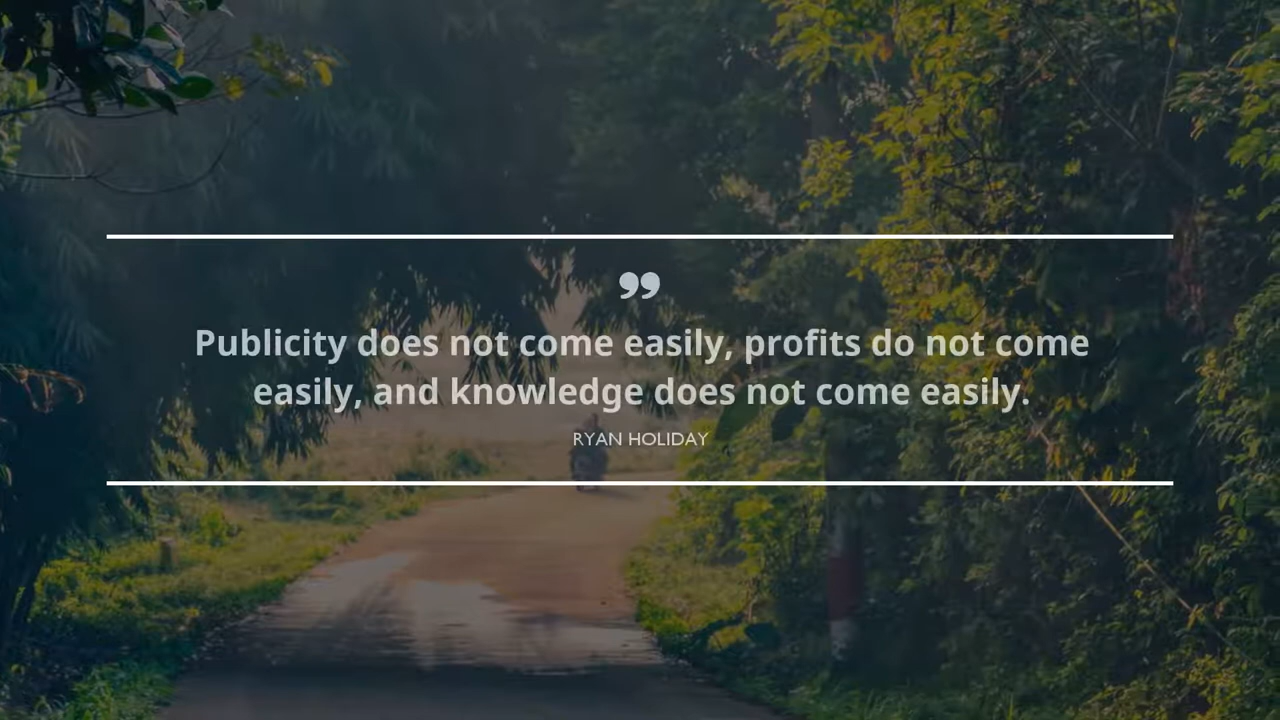 ”
Publicity does not come easily, profits do not come
easily, and knowledge does not come easily.
RYAN HOLIDAY